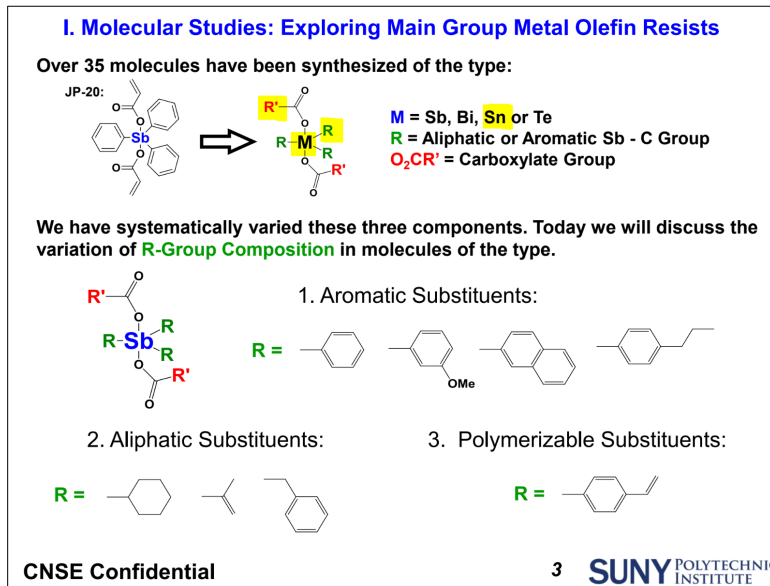 I. Molecular Studies: Exploring Main Group Metal Olefin Resists
Over 35 molecules have been synthesized of the type:
JP-20:
O
O
Sb
O
O
R'
O
O
R
R
M
R
O
R'
O
M = Sb, Bi, Sn or Te
R = Aliphatic or Aromatic Sb - C Group
O₂CR’ = Carboxylate Group
We have systematically varied these three components. Today we will discuss the
variation of R-Group Composition in molecules of the type.
O
R'
O
R
R
Sb
R
O
R'
O
1. Aromatic Substituents:
R =
OMe
2. Aliphatic Substituents:
R =
3. Polymerizable Substituents:
R =
CNSE Confidential
3
SUNY POLYTECHNIC
INSTITUTE